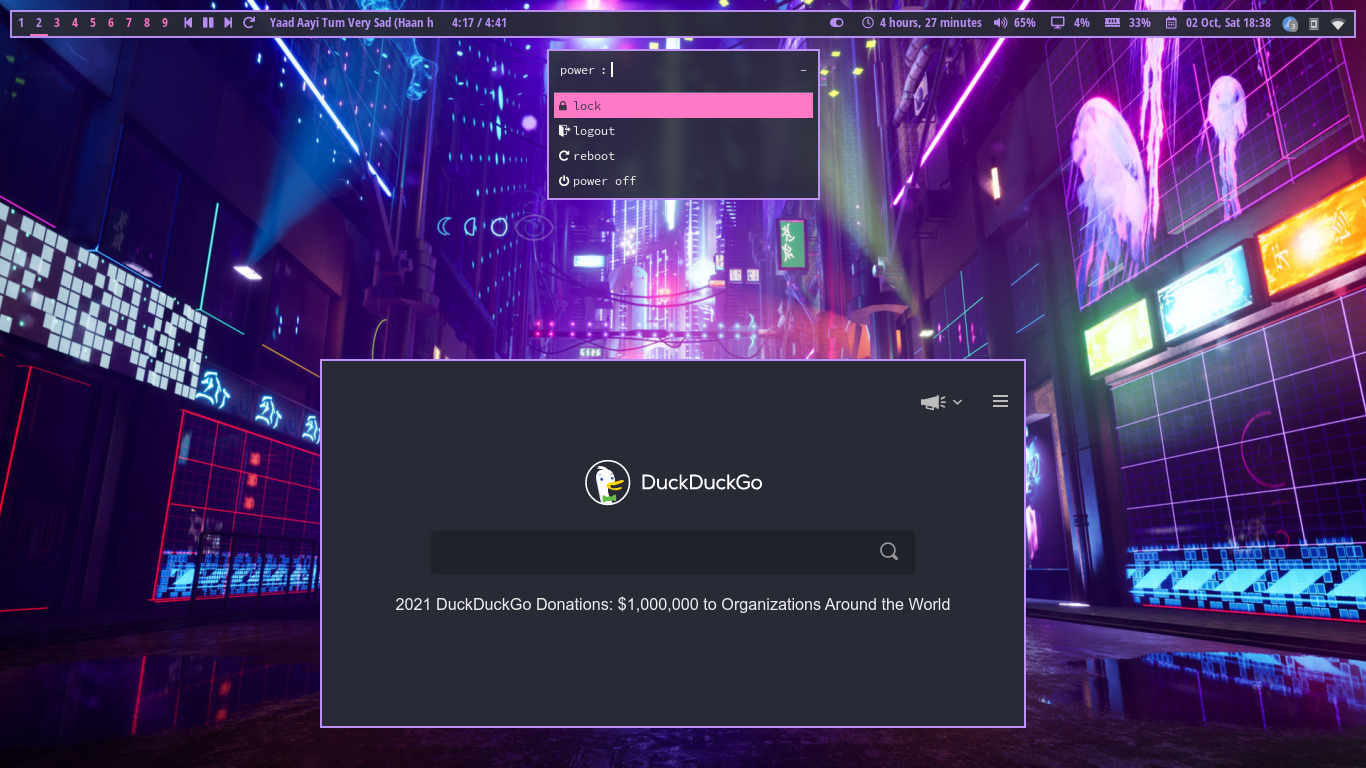 1 2 3 4 5 6 7 8 9 Yaad Aayi Tum Very Sad (Haan h 4:17 / 4:41 4 hours, 27 minutes 65% 4% 33% 02 Oct, Sat 18:38 3
power : –
lock
logout
reboot
power off
DuckDuckGo
2021 DuckDuckGo Donations: $1,000,000 to Organizations Around the World